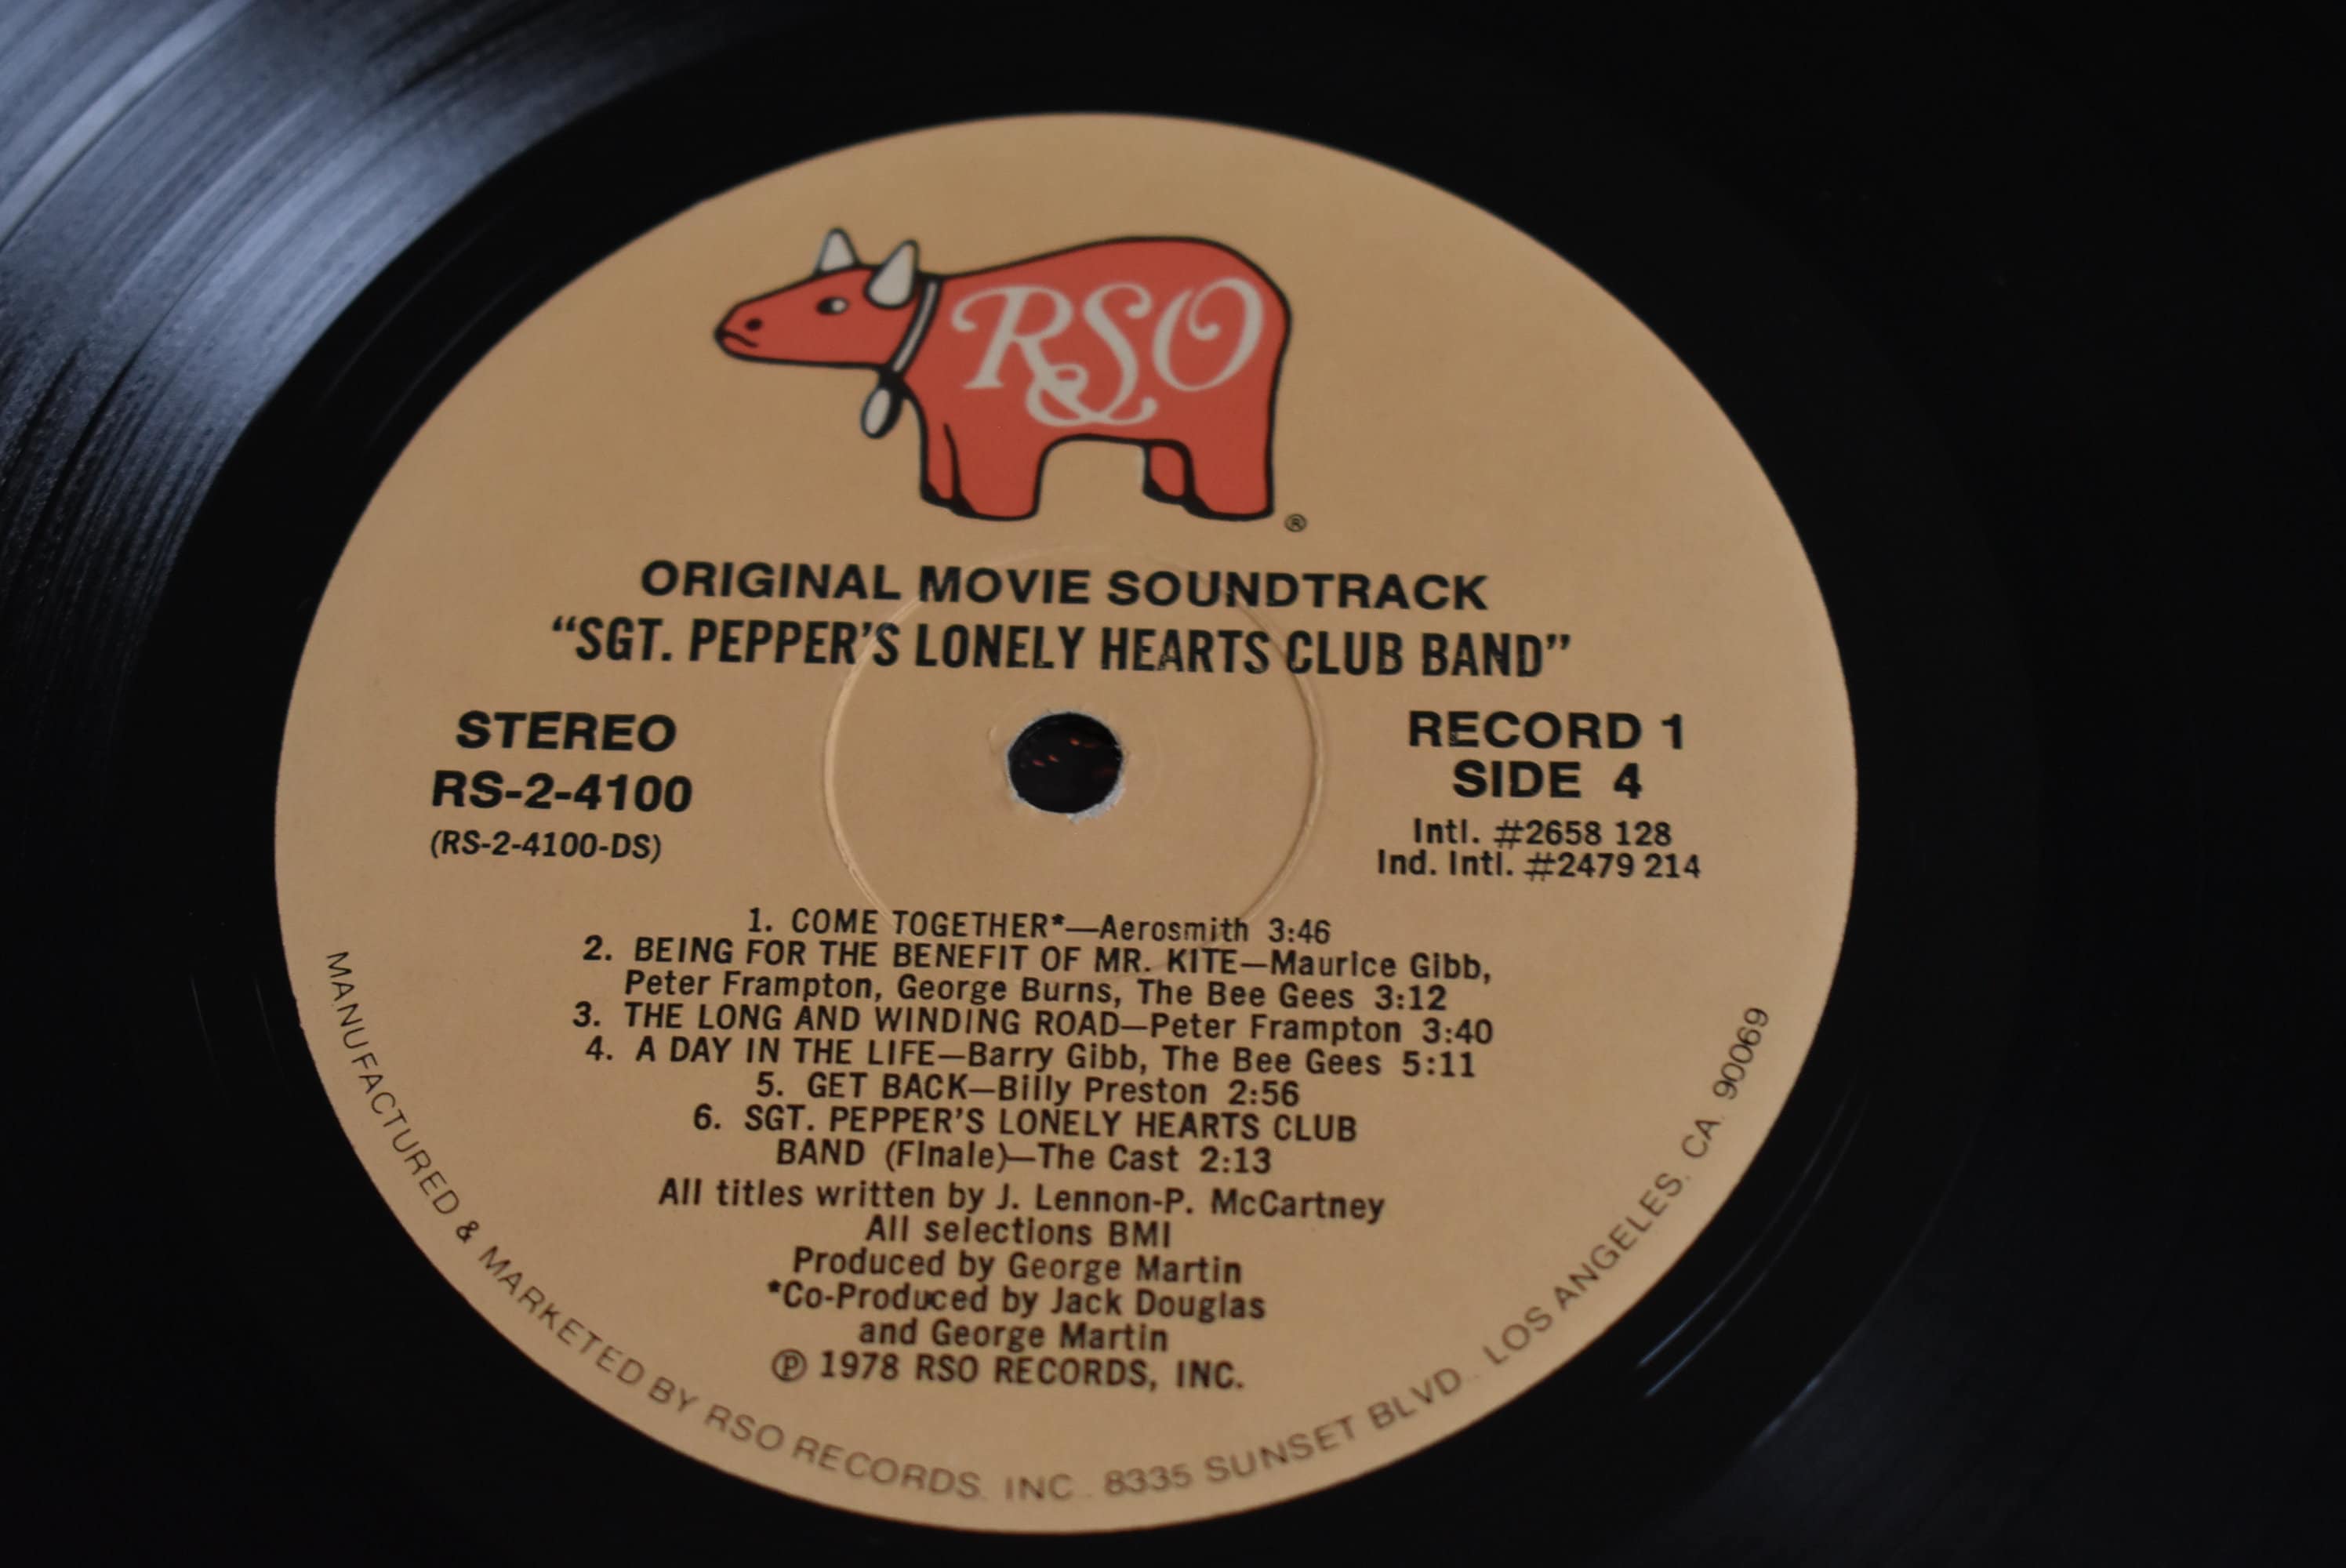 RSO
®
ORIGINAL MOVIE SOUNDTRACK
“SGT. PEPPER’S LONELY HEARTS CLUB BAND”
STEREO
RS-2-4100
(RS-2-4100-DS)
RECORD 1
SIDE 4
Intl. #2658 128
Ind. Intl. #2479 214
1. COME TOGETHER*—Aerosmith 3:46
2. BEING FOR THE BENEFIT OF MR. KITE—Maurice Gibb,
Peter Frampton, George Burns, The Bee Gees 3:12
3. THE LONG AND WINDING ROAD—Peter Frampton 3:40
4. A DAY IN THE LIFE—Barry Gibb, The Bee Gees 5:11
5. GET BACK—Billy Preston 2:56
6. SGT. PEPPER’S LONELY HEARTS CLUB
BAND (Finale)—The Cast 2:13
All titles written by J. Lennon-P. McCartney
All selections BMI
Produced by George Martin
*Co-Produced by Jack Douglas
and George Martin
℗ 1978 RSO RECORDS, INC.
MANUFACTURED & MARKETED BY RSO RECORDS, INC. 8335 SUNSET BLVD., LOS ANGELES, CA. 90069